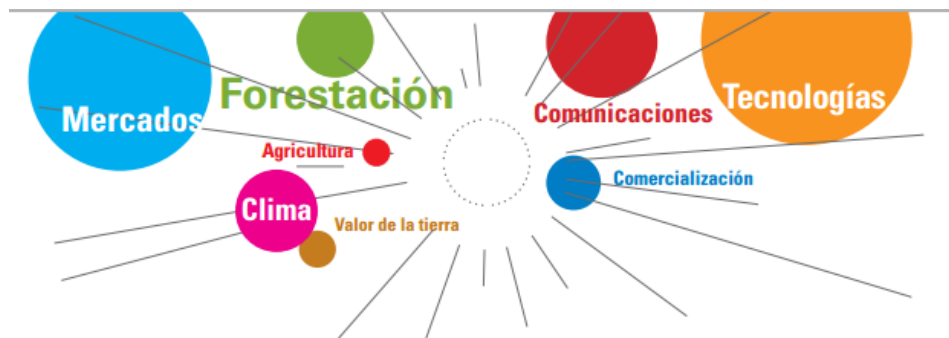 Forestación
Mercados
Comunicaciones
Tecnologías
Agricultura
Comercialización
Clima
Valor de la tierra